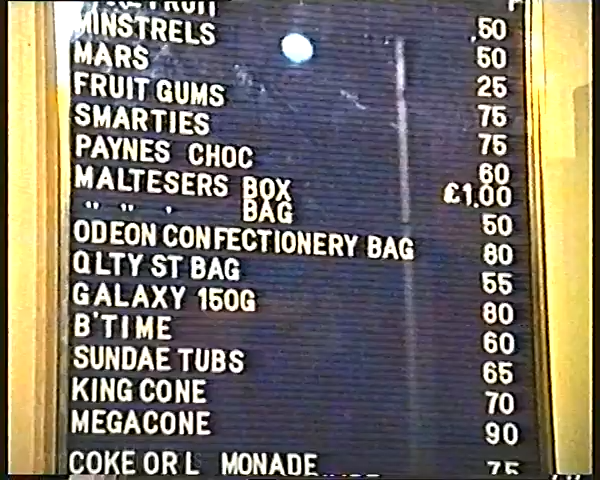 FRUIT .50
MINSTRELS 50
MARS 25
FRUIT GUMS 75
SMARTIES 75
PAYNES CHOC 60
MALTESERS BOX £1.00
" " " BAG 50
ODEON CONFECTIONERY BAG 80
QLTY ST BAG 55
GALAXY 150G 80
B'TIME 60
SUNDAE TUBS 65
KING CONE 70
MEGACONE 90
COKE OR L MONADE 75